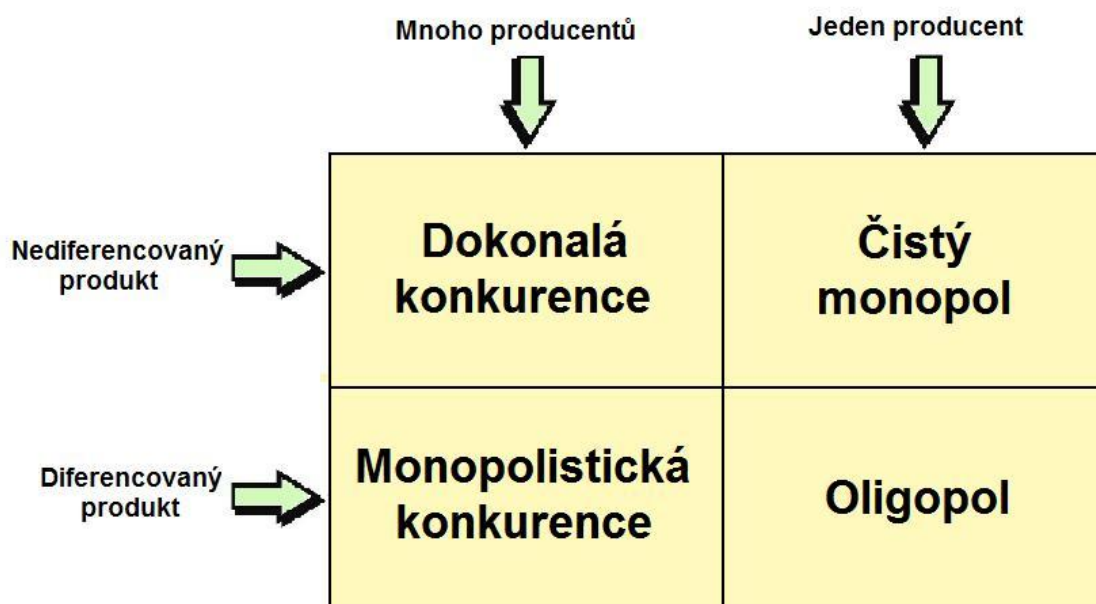 Mnoho producentů
Jeden producent
Nediferencovaný
produkt
Dokonalá
konkurence
Čistý
monopol
Diferencovaný
produkt
Monopolistická
konkurence
Oligopol